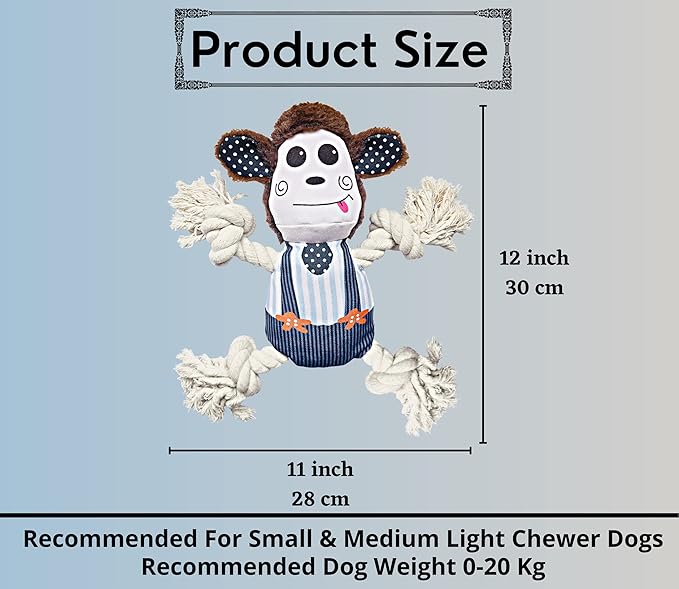 Product Size
12 inch
30 cm
11 inch
28 cm
Recommended For Small & Medium Light Chewer Dogs
Recommended Dog Weight 0-20 Kg